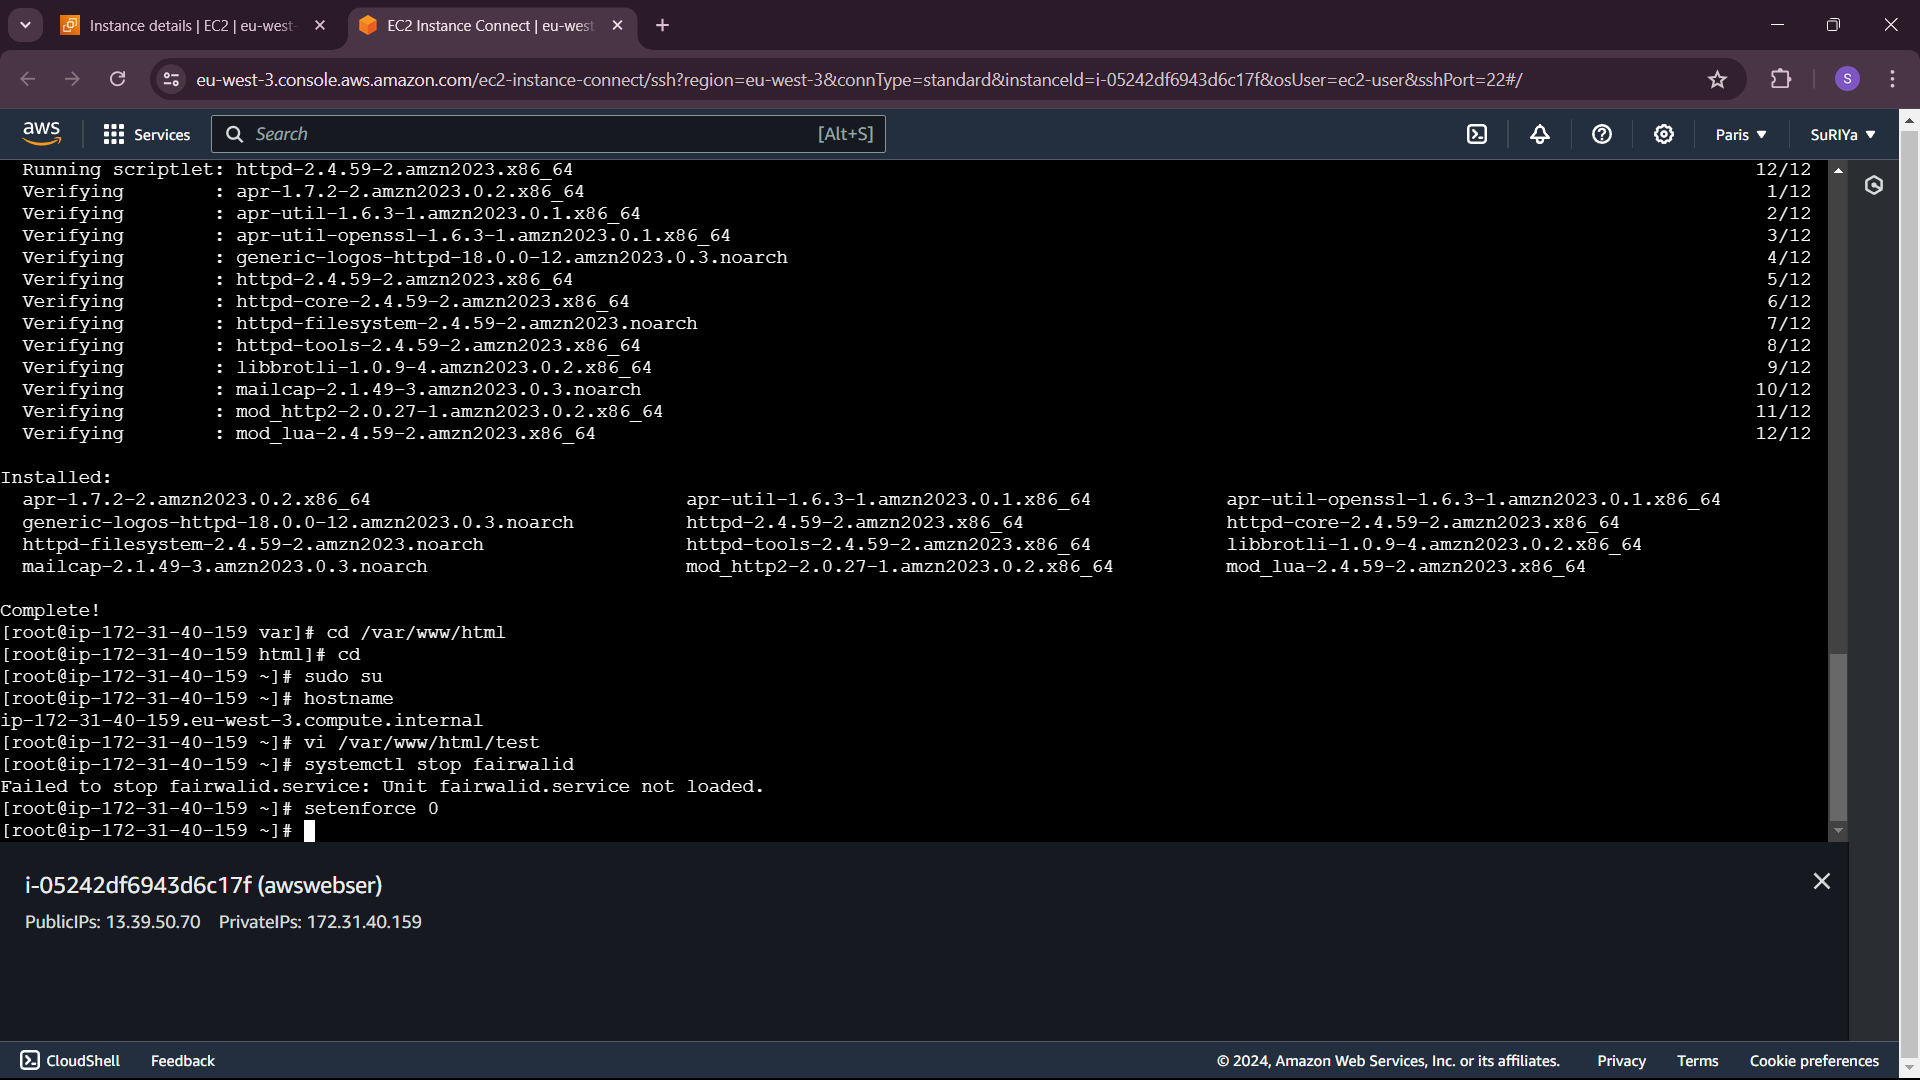 Instance details | EC2 | eu-west-
EC2 Instance Connect | eu-west
eu-west-3.console.aws.amazon.com/ec2-instance-connect/ssh?region=eu-west-3&connType=standard&instanceId=i-05242df6943d6c17f&osUser=ec2-user&sshPort=22#/
S
aws Services Search [Alt+S] Paris SuRIYa
Running scriptlet: httpd-2.4.59-2.amzn2023.x86_64 12/12
Verifying : apr-1.7.2-2.amzn2023.0.2.x86_64 1/12
Verifying : apr-util-1.6.3-1.amzn2023.0.1.x86_64 2/12
Verifying : apr-util-openssl-1.6.3-1.amzn2023.0.1.x86_64 3/12
Verifying : generic-logos-httpd-18.0.0-12.amzn2023.0.3.noarch 4/12
Verifying : httpd-2.4.59-2.amzn2023.x86_64 5/12
Verifying : httpd-core-2.4.59-2.amzn2023.x86_64 6/12
Verifying : httpd-filesystem-2.4.59-2.amzn2023.noarch 7/12
Verifying : httpd-tools-2.4.59-2.amzn2023.x86_64 8/12
Verifying : libbrotli-1.0.9-4.amzn2023.0.2.x86_64 9/12
Verifying : mailcap-2.1.49-3.amzn2023.0.3.noarch 10/12
Verifying : mod_http2-2.0.27-1.amzn2023.0.2.x86_64 11/12
Verifying : mod_lua-2.4.59-2.amzn2023.x86_64 12/12
Installed:
apr-1.7.2-2.amzn2023.0.2.x86_64 apr-util-1.6.3-1.amzn2023.0.1.x86_64 apr-util-openssl-1.6.3-1.amzn2023.0.1.x86_64
generic-logos-httpd-18.0.0-12.amzn2023.0.3.noarch httpd-2.4.59-2.amzn2023.x86_64 httpd-core-2.4.59-2.amzn2023.x86_64
httpd-filesystem-2.4.59-2.amzn2023.noarch httpd-tools-2.4.59-2.amzn2023.x86_64 libbrotli-1.0.9-4.amzn2023.0.2.x86_64
mailcap-2.1.49-3.amzn2023.0.3.noarch mod_http2-2.0.27-1.amzn2023.0.2.x86_64 mod_lua-2.4.59-2.amzn2023.x86_64
Complete!
[root@ip-172-31-40-159 var]# cd /var/www/html
[root@ip-172-31-40-159 html]# cd
[root@ip-172-31-40-159 ~]# sudo su
[root@ip-172-31-40-159 ~]# hostname
ip-172-31-40-159.eu-west-3.compute.internal
[root@ip-172-31-40-159 ~]# vi /var/www/html/test
[root@ip-172-31-40-159 ~]# systemctl stop fairwalid
Failed to stop fairwalid.service: Unit fairwalid.service not loaded.
[root@ip-172-31-40-159 ~]# setenforce 0
[root@ip-172-31-40-159 ~]#
i-05242df6943d6c17f (awswebser)
PublicIPs: 13.39.50.70 PrivateIPs: 172.31.40.159
CloudShell Feedback © 2024, Amazon Web Services, Inc. or its affiliates. Privacy Terms Cookie preferences